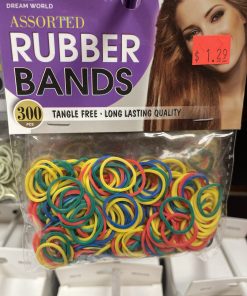 DREAM WORLD
ASSORTED
RUBBER
BANDS
$1.29
300
PCS
TANGLE FREE · LONG LASTING QUALITY